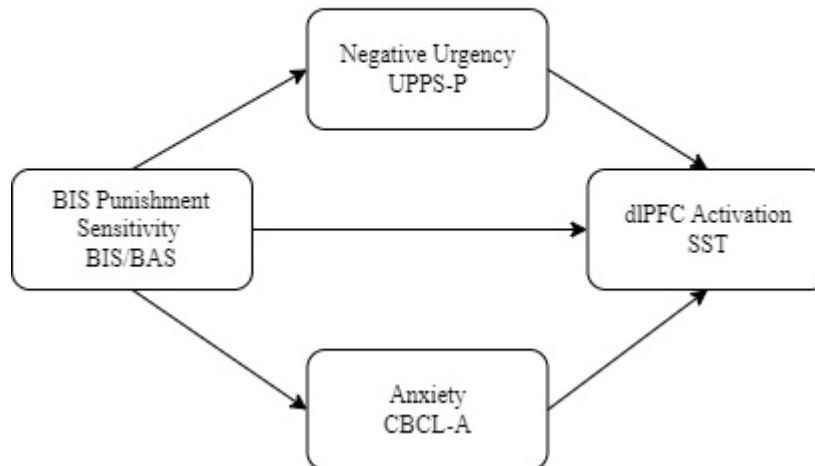 Negative Urgency
UPPS-P
BIS Punishment
Sensitivity
BIS/BAS
dlPFC Activation
SST
Anxiety
CBCL-A